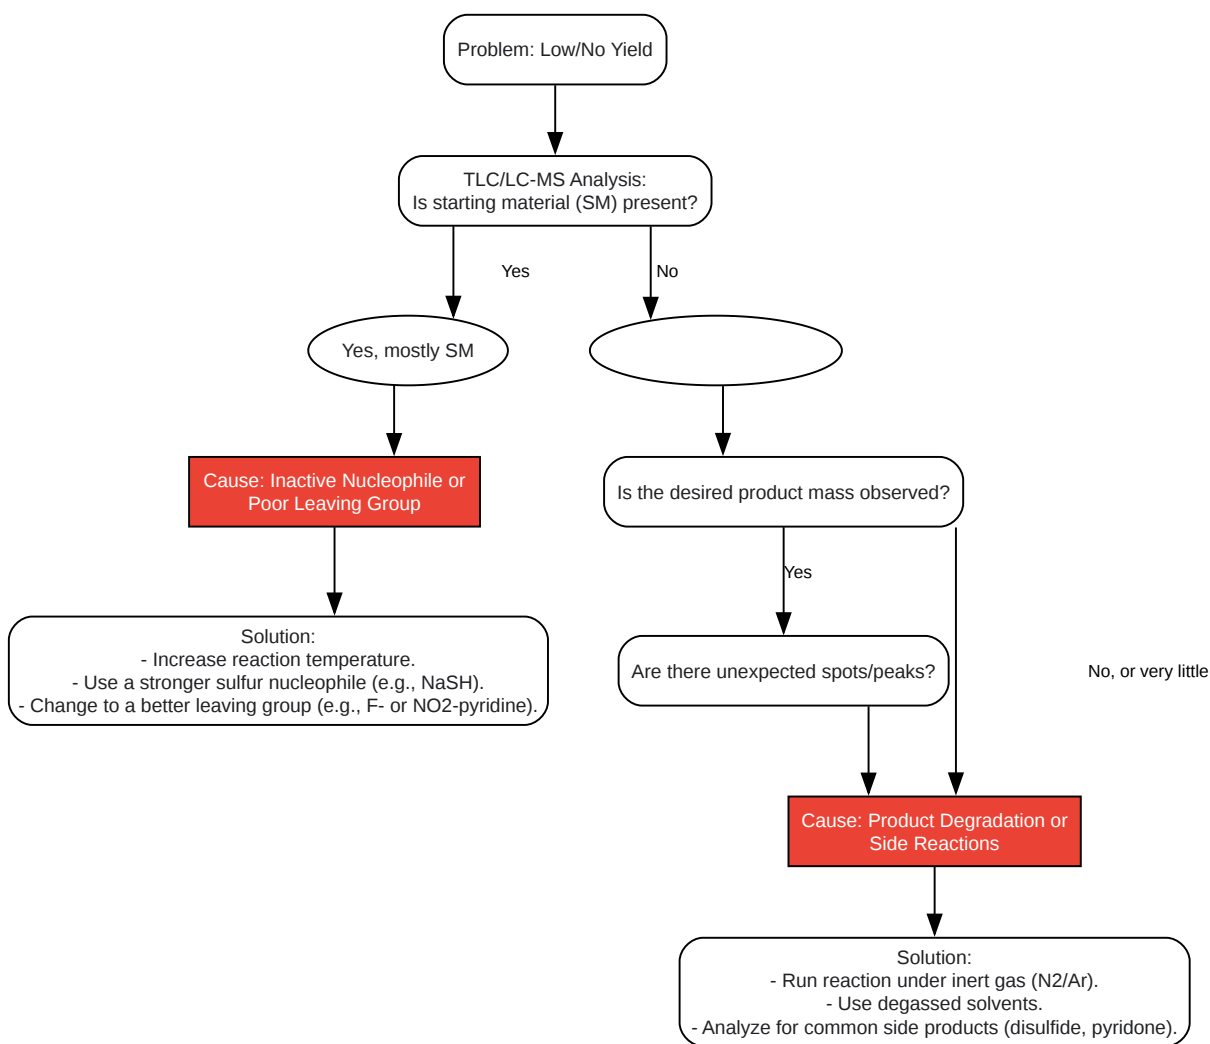 Problem: Low/No Yield
TLC/LC-MS Analysis:
Is starting material (SM) present?
Yes
No
Yes, mostly SM
Cause: Inactive Nucleophile or
Poor Leaving Group
Is the desired product mass observed?
Yes
Solution:
- Increase reaction temperature.
- Use a stronger sulfur nucleophile (e.g., NaSH).
- Change to a better leaving group (e.g., F- or NO2-pyridine).
Are there unexpected spots/peaks?
No, or very little
Cause: Product Degradation or
Side Reactions
Solution:
- Run reaction under inert gas (N2/Ar).
- Use degassed solvents.
- Analyze for common side products (disulfide, pyridone).